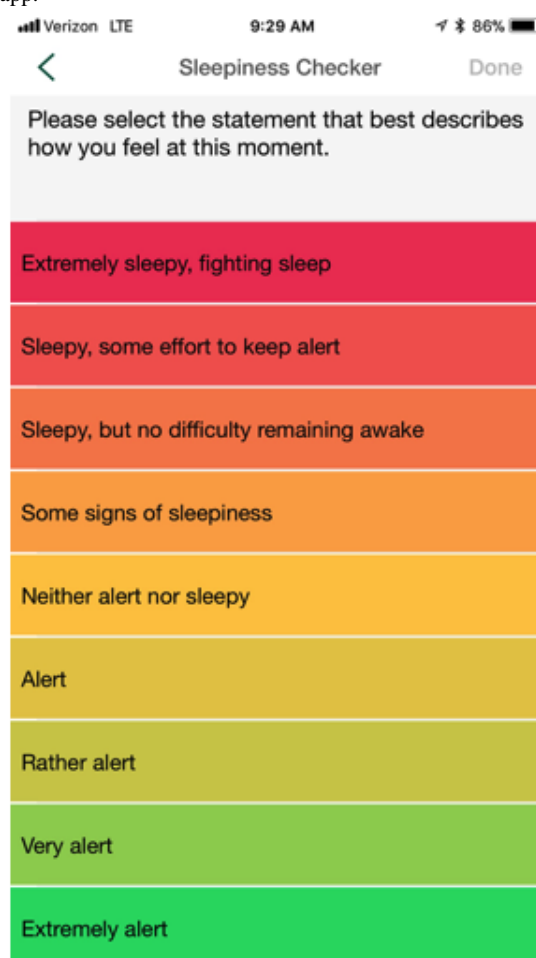 app.
Verizon LTE 9:29 AM 86%
Sleepiness Checker Done
Please select the statement that best describes
how you feel at this moment.
Extremely sleepy, fighting sleep
Sleepy, some effort to keep alert
Sleepy, but no difficulty remaining awake
Some signs of sleepiness
Neither alert nor sleepy
Alert
Rather alert
Very alert
Extremely alert